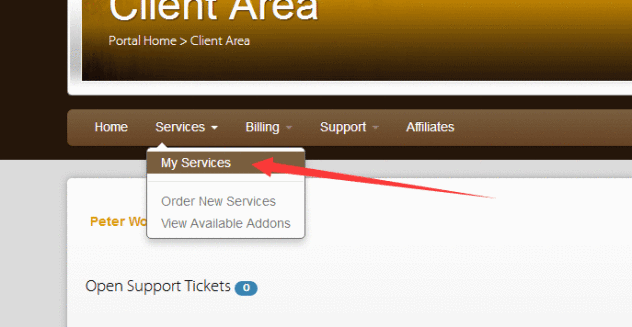 Client Area
Portal Home > Client Area
Home Services Billing Support Affiliates
My Services
Order New Services
View Available Addons
Peter
Open Support Tickets 0